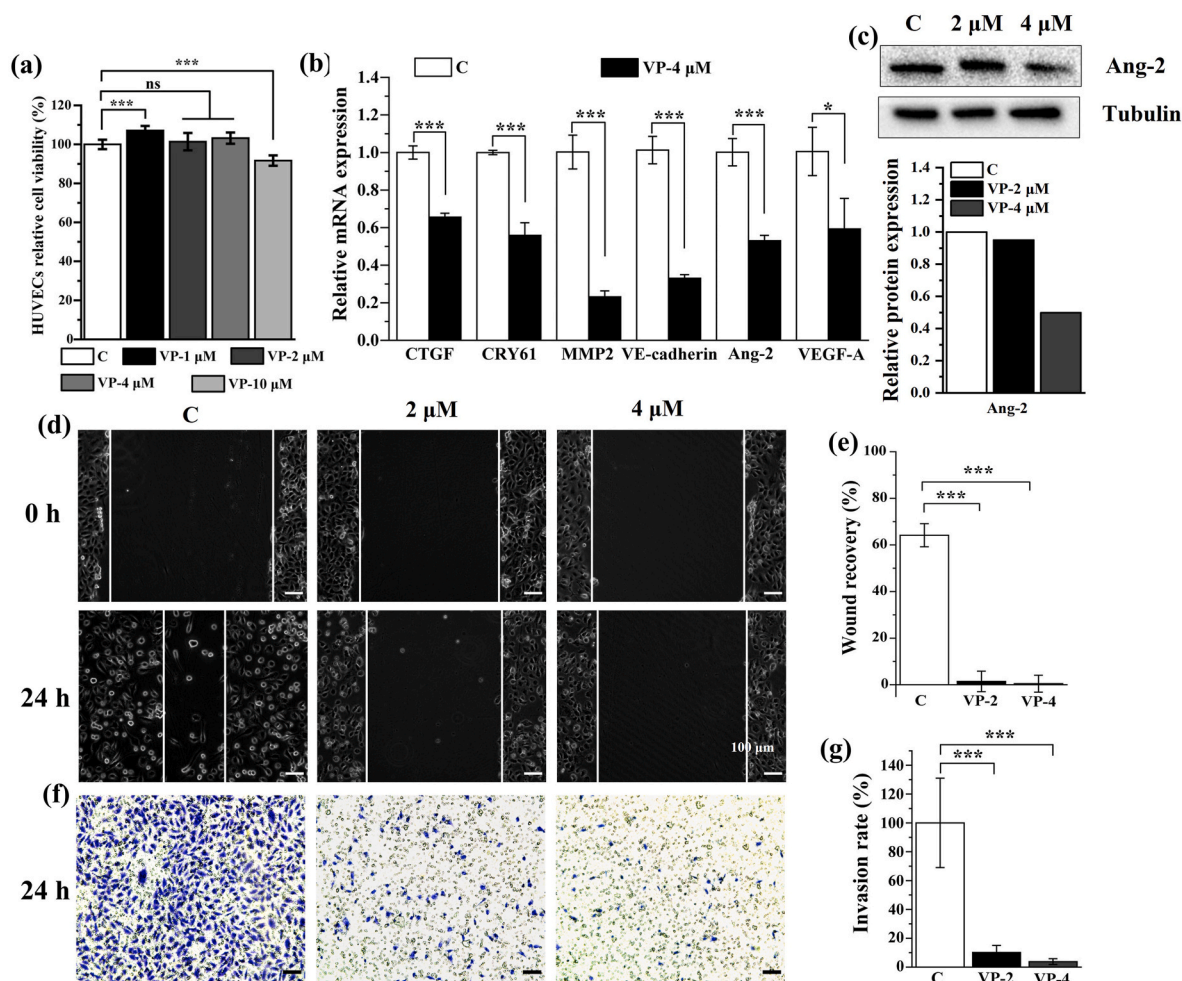 (a)
HUVECs relative cell viability (%)
120
100
80
60
40
20
0
***
ns
***
C
VP-1 μM
VP-2 μM
VP-4 μM
VP-10 μM
(b)
C
VP-4 μM
Relative mRNA expression
1.4
1.2
1.0
0.8
0.6
0.4
0.2
0.0
***
***
***
***
***
*
CTGF
CRY61
MMP2
VE-cadherin
Ang-2
VEGF-A
(c)
C
2 μM
4 μM
Ang-2
Tubulin
C
VP-2 μM
VP-4 μM
Relative protein expression
1.4
1.2
1.0
0.8
0.6
0.4
0.2
0.0
Ang-2
(d)
C
2 μM
4 μM
0 h
24 h
100 μm
(e)
Wound recovery (%)
100
80
60
40
20
0
***
***
C
VP-2
VP-4
(f)
24 h
(g)
Invasion rate (%)
140
120
100
80
60
40
20
0
***
***
C
VP-2
VP-4